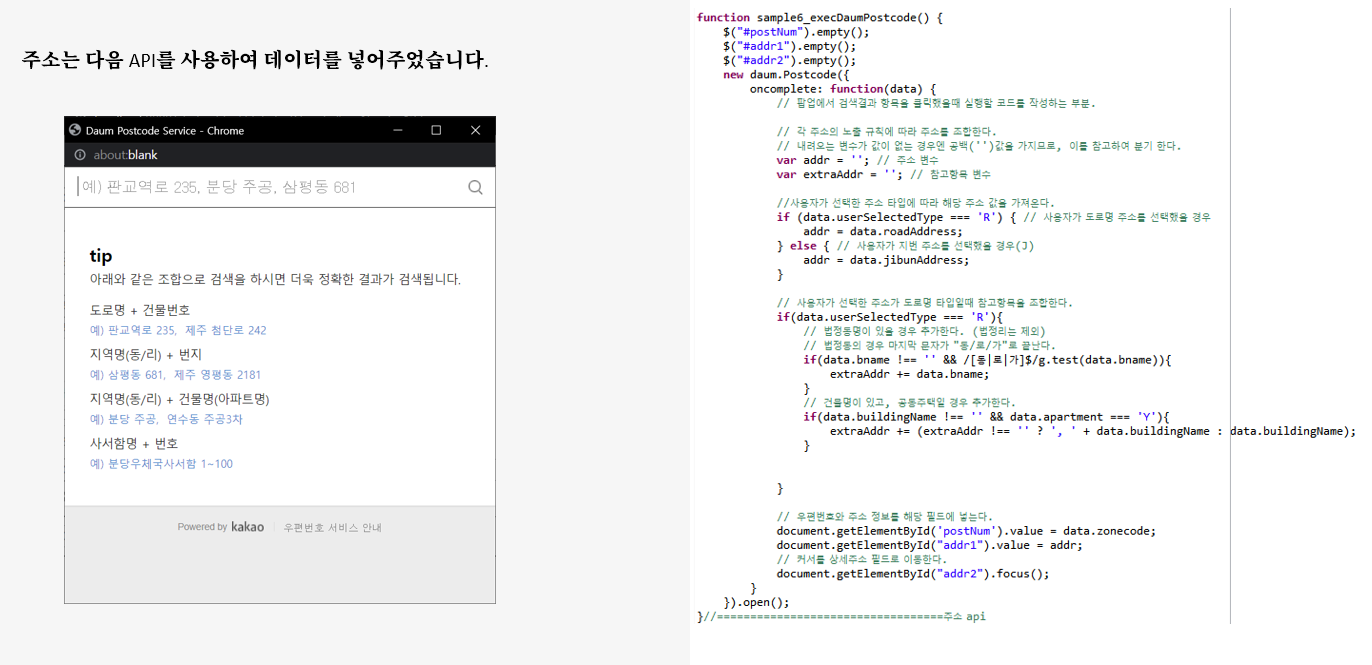 주소는 다음 API를 사용하여 데이터를 넣어주었습니다.
Daum Postcode Service - Chrome
about:blank
예) 판교역로 235, 분당 주공, 삼평동 681
tip
아래와 같은 조합으로 검색을 하시면 더욱 정확한 결과가 검색됩니다.
도로명 + 건물번호
예) 판교역로 235, 제주 첨단로 242
지역명(동/리) + 번지
예) 삼평동 681, 제주 영평동 2181
지역명(동/리) + 건물명(아파트명)
예) 분당 주공, 연수동 주공3차
사서함명 + 번호
예) 분당우체국사서함 1~100
Powered by kakao 우편번호 서비스 안내
function sample6_execDaumPostcode() {
$("#postNum").empty();
$("#addr1").empty();
$("#addr2").empty();
new daum.Postcode({
oncomplete: function(data) {
// 팝업에서 검색결과 항목을 클릭했을때 실행할 코드를 작성하는 부분.
// 각 주소의 노출 규칙에 따라 주소를 조합한다.
// 내려오는 변수가 값이 없는 경우엔 공백('')값을 가지므로, 이를 참고하여 분기 한다.
var addr = ''; // 주소 변수
var extraAddr = ''; // 참고항목 변수
//사용자가 선택한 주소 타입에 따라 해당 주소 값을 가져온다.
if (data.userSelectedType === 'R') { // 사용자가 도로명 주소를 선택했을 경우
addr = data.roadAddress;
} else { // 사용자가 지번 주소를 선택했을 경우(J)
addr = data.jibunAddress;
}
// 사용자가 선택한 주소가 도로명 타입일때 참고항목을 조합한다.
if(data.userSelectedType === 'R'){
// 법정동명이 있을 경우 추가한다. (법정리는 제외)
// 법정동의 경우 마지막 문자가 "동/로/가"로 끝난다.
if(data.bname !== '' && /[동|로|가]$/g.test(data.bname)){
extraAddr += data.bname;
}
// 건물명이 있고, 공동주택일 경우 추가한다.
if(data.buildingName !== '' && data.apartment === 'Y'){
extraAddr += (extraAddr !== '' ? ', ' + data.buildingName : data.buildingName);
}
}
// 우편번호와 주소 정보를 해당 필드에 넣는다.
document.getElementById('postNum').value = data.zonecode;
document.getElementById("addr1").value = addr;
// 커서를 상세주소 필드로 이동한다.
document.getElementById("addr2").focus();
}
}).open();
}//==================================주소 api